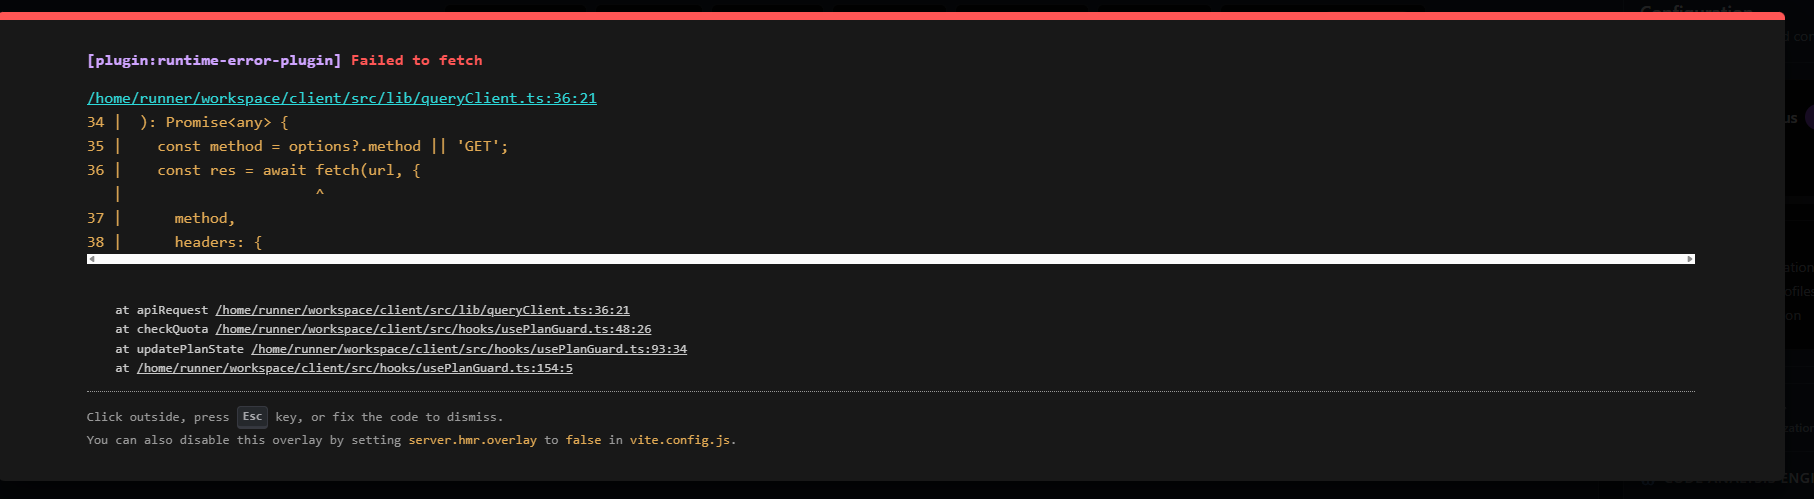 Configuration
[plugin:runtime-error-plugin] Failed to fetch
/home/runner/workspace/client/src/lib/queryClient.ts:36:21
34 |  ): Promise<any> {
35 |    const method = options?.method || 'GET';
36 |    const res = await fetch(url, {
   |                      ^
37 |      method,
38 |      headers: {
at apiRequest /home/runner/workspace/client/src/lib/queryClient.ts:36:21
at checkQuota /home/runner/workspace/client/src/hooks/usePlanGuard.ts:48:26
at updatePlanState /home/runner/workspace/client/src/hooks/usePlanGuard.ts:93:34
at /home/runner/workspace/client/src/hooks/usePlanGuard.ts:154:5
Click outside, press Esc key, or fix the code to dismiss.
You can also disable this overlay by setting server.hmr.overlay to false in vite.config.js.